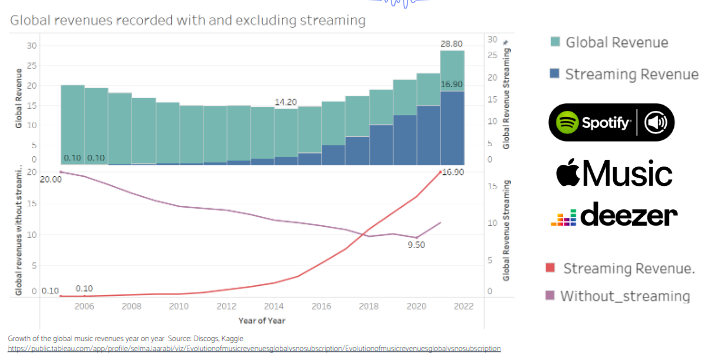 Global revenues recorded with and excluding streaming
Global Revenue
30
25
20
15
10
5
0
0.10 0.10
14.20
28.80
16.90
30
25
20
15
10
5
0
Global Revenue Streaming %
Global Revenue
Streaming Revenue
Spotify
Music
deezer
Global revenues without streami..
20
15
10
5
0
20.00
0.10
0.10
9.50
16.90
15
10
5
0
Global Revenue Streaming
2006 2008 2010 2012 2014 2016 2018 2020 2022
Year of Year
Streaming Revenue.
Without_streaming
Growth of the global music revenues year on year. Source: Discogs, Kaggle
https://public.tableau.com/app/profile/selma.laarabi/viz/Evolutionofmusicrevenuesglobalvsnosubscription/Evolutionofmusicrevenuesglobalvsnosubscription